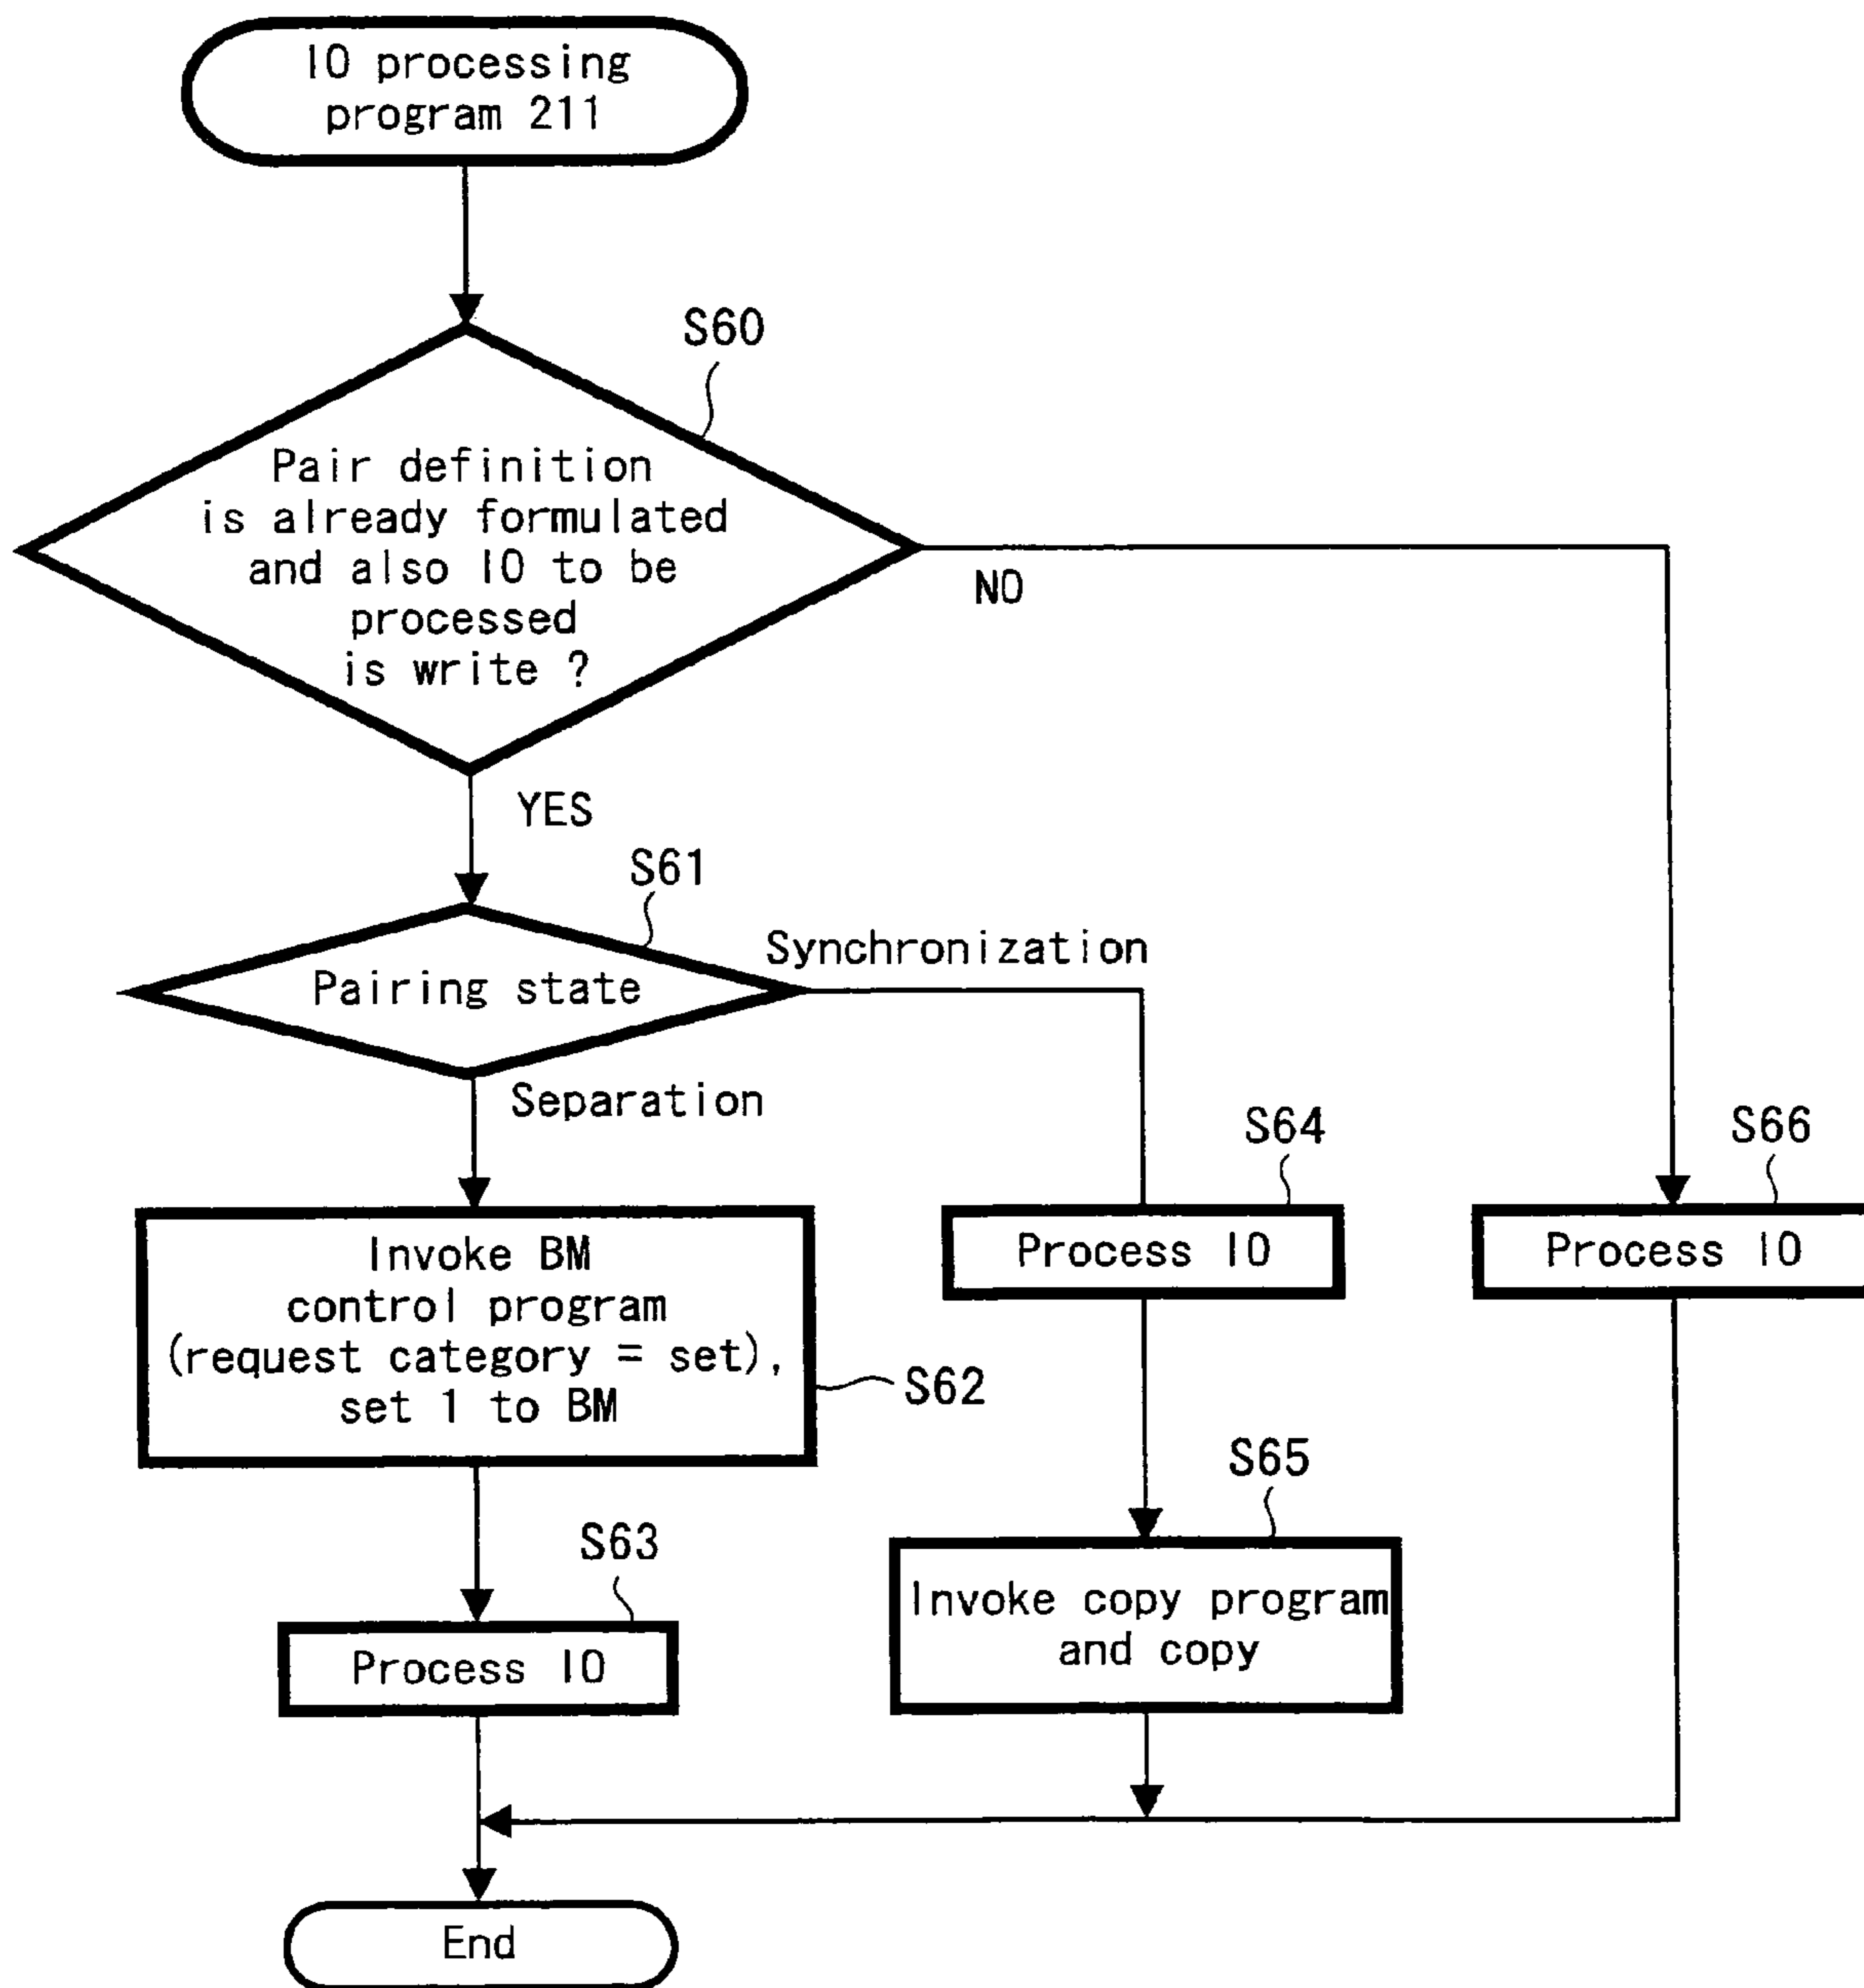 IO processing
program 211
S60
Pair definition
is already formulated
and also IO to be
processed
is write ?
NO
YES
S61
Synchronization
Pairing state
Separation
S64
S66
Invoke BM
control program
(request category = set),
set 1 to BM
S62
Process IO
Process IO
S65
S63
Invoke copy program
and copy
Process IO
End